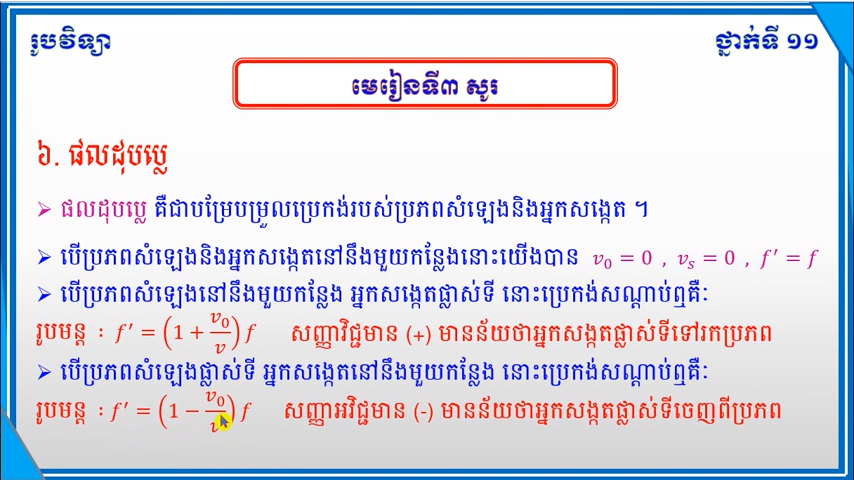 រូបវិទ្យា
ថ្នាក់ទី ១១
មេរៀនទី៣ សូរ
៦. ផលដុបប្លេ
➢ ផលដុបប្លេ គឺជាបម្រែបម្រួលប្រេកង់របស់ប្រភពសំឡេងនិងអ្នកសង្កេត ។
➢ បើប្រភពសំឡេងនិងអ្នកសង្កេតនៅនឹងមួយកន្លែងនោះយើងបាន v₀ = 0 , vₛ = 0 , f′ = f
➢ បើប្រភពសំឡេងនៅនឹងមួយកន្លែង អ្នកសង្កេតផ្លាស់ទី នោះប្រេកង់សណ្តាប់ឮគឺៈ
រូបមន្ត : f′ = (1 + v₀/v) f សញ្ញាវិជ្ជមាន (+) មានន័យថាអ្នកសង្កតផ្លាស់ទីទៅរកប្រភព
➢ បើប្រភពសំឡេងផ្លាស់ទី អ្នកសង្កេតនៅនឹងមួយកន្លែង នោះប្រេកង់សណ្តាប់ឮគឺៈ
រូបមន្ត : f′ = (1 − v₀/v) f សញ្ញាអវិជ្ជមាន (-) មានន័យថាអ្នកសង្កតផ្លាស់ទីចេញពីប្រភព